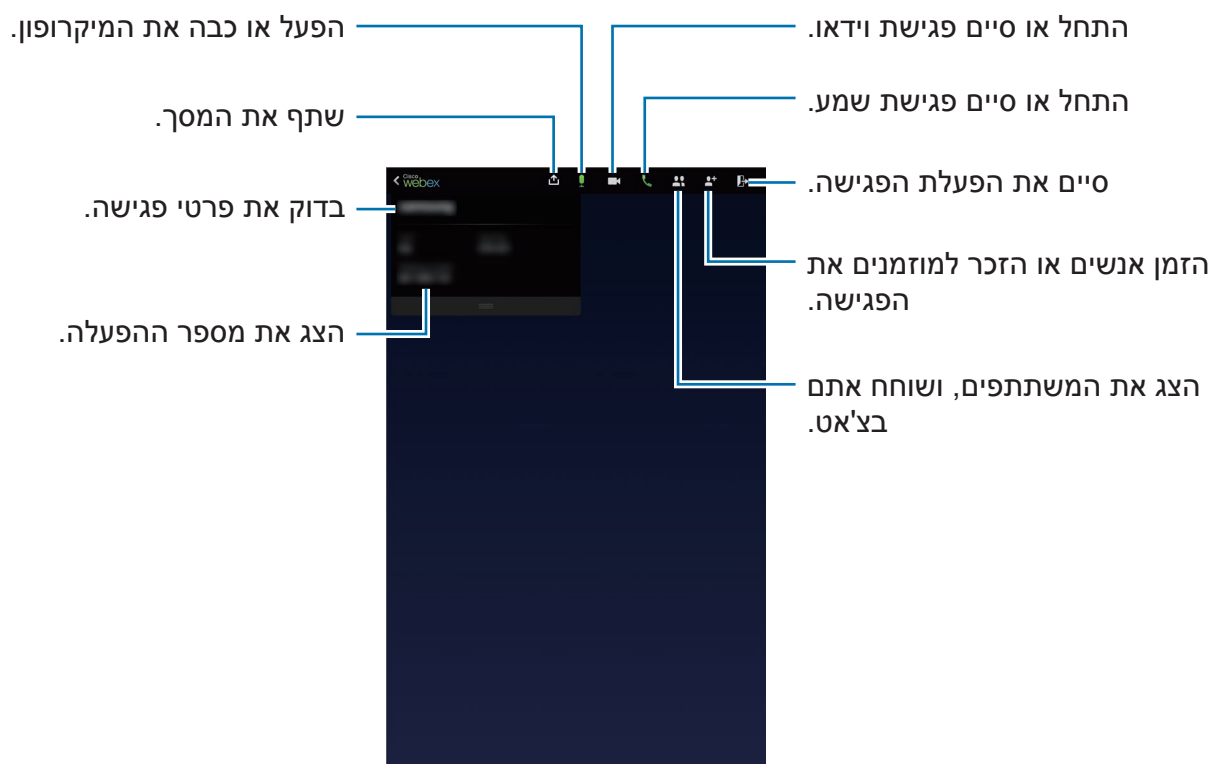 הפעל או כבה את המיקרופון.
התחל או סיים פגישת וידאו.
שתף את המסך.
התחל או סיים פגישת שמע.
Cisco
webex
בדוק את פרטי פגישה.
סיים את הפעלת הפגישה.
הזמן אנשים או הזכר למוזמנים את
הפגישה.
הצג את מספר ההפעלה.
הצג את המשתתפים, ושוחח אתם
בצ'אט.